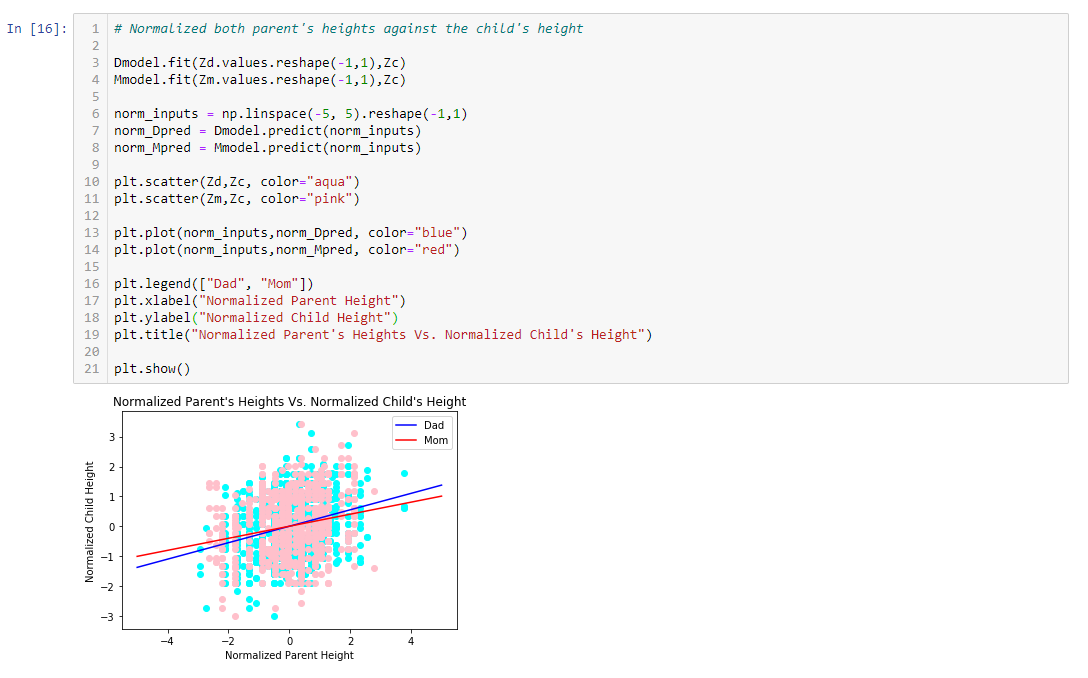 In [16]:
1 # Normalized both parent's heights against the child's height
2
3 Dmodel.fit(Zd.values.reshape(-1,1),Zc)
4 Mmodel.fit(Zm.values.reshape(-1,1),Zc)
5
6 norm_inputs = np.linspace(-5, 5).reshape(-1,1)
7 norm_Dpred = Dmodel.predict(norm_inputs)
8 norm_Mpred = Mmodel.predict(norm_inputs)
9
10 plt.scatter(Zd,Zc, color="aqua")
11 plt.scatter(Zm,Zc, color="pink")
12
13 plt.plot(norm_inputs,norm_Dpred, color="blue")
14 plt.plot(norm_inputs,norm_Mpred, color="red")
15
16 plt.legend(["Dad", "Mom"])
17 plt.xlabel("Normalized Parent Height")
18 plt.ylabel("Normalized Child Height")
19 plt.title("Normalized Parent's Heights Vs. Normalized Child's Height")
20
21 plt.show()
Normalized Parent's Heights Vs. Normalized Child's Height
Dad
Mom
Normalized Child Height
3
2
1
0
−1
−2
−3
−4 −2 0 2 4
Normalized Parent Height